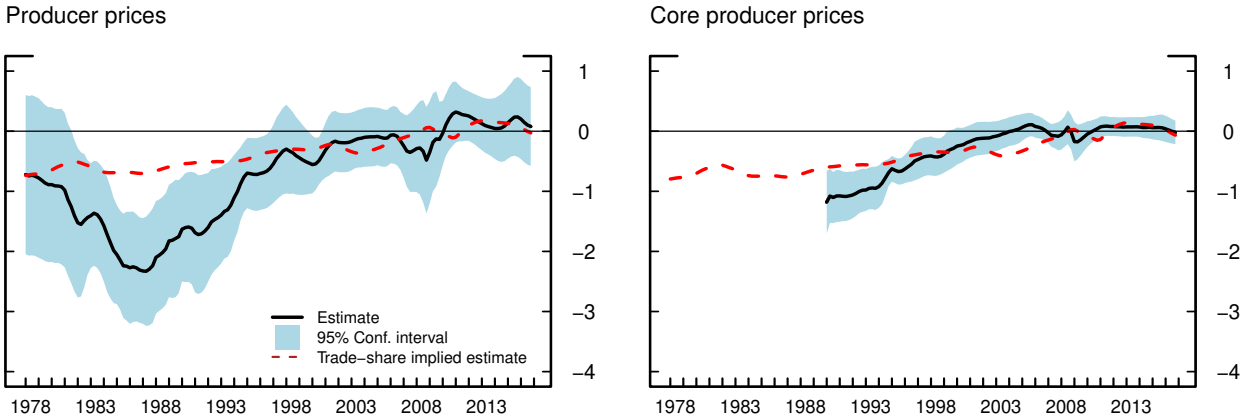 Producer prices
1
0
−1
−2
−3
−4
Estimate
95% Conf. interval
Trade−share implied estimate
1978 1983 1988 1993 1998 2003 2008 2013
Core producer prices
1
0
−1
−2
−3
−4
1978 1983 1988 1993 1998 2003 2008 2013